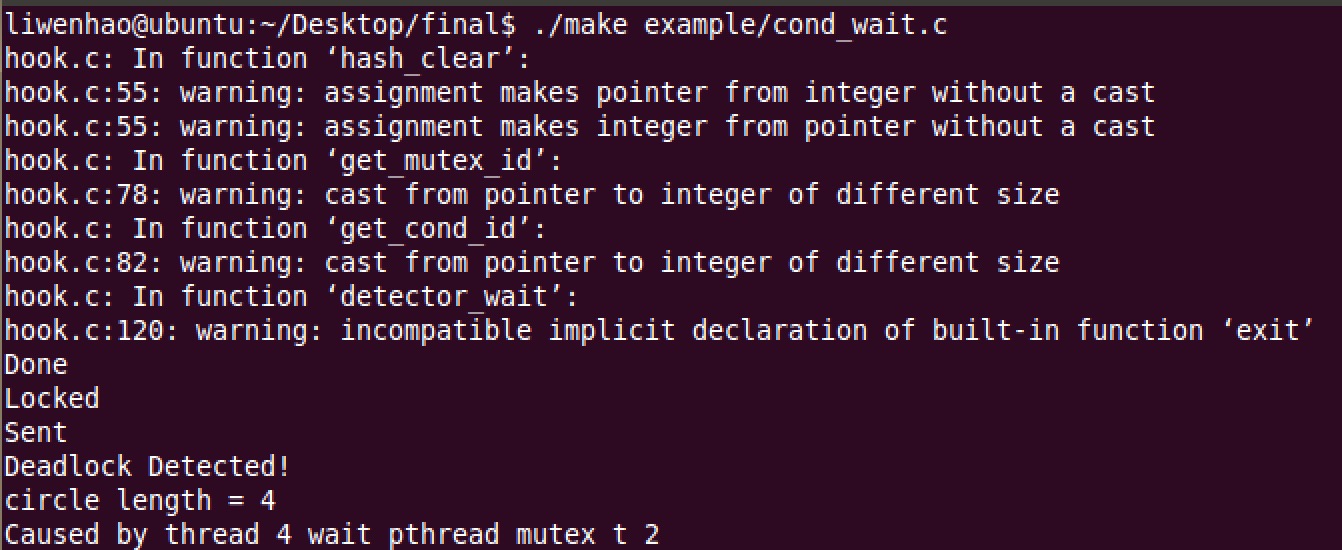 liwenhao@ubuntu:~/Desktop/final$ ./make example/cond_wait.c
hook.c: In function ‘hash_clear’:
hook.c:55: warning: assignment makes pointer from integer without a cast
hook.c:55: warning: assignment makes integer from pointer without a cast
hook.c: In function ‘get_mutex_id’:
hook.c:78: warning: cast from pointer to integer of different size
hook.c: In function ‘get_cond_id’:
hook.c:82: warning: cast from pointer to integer of different size
hook.c: In function ‘detector_wait’:
hook.c:120: warning: incompatible implicit declaration of built-in function ‘exit’
Done
Locked
Sent
Deadlock Detected!
circle length = 4
Caused by thread 4 wait pthread mutex t 2